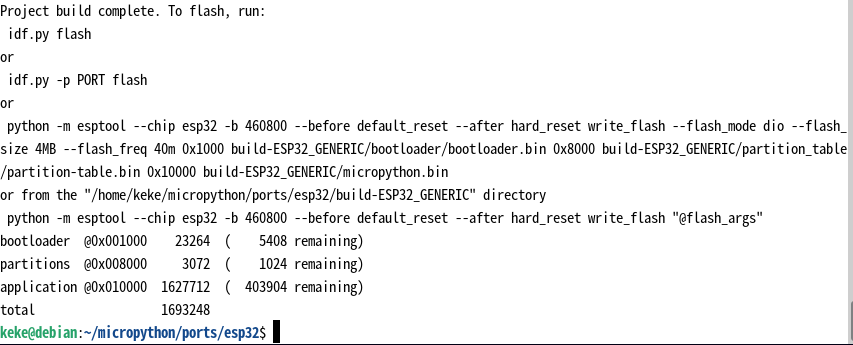 Project build complete. To flash, run:
 idf.py flash
or
 idf.py -p PORT flash
or
 python -m esptool --chip esp32 -b 460800 --before default_reset --after hard_reset write_flash --flash_mode dio --flash_
size 4MB --flash_freq 40m 0x1000 build-ESP32_GENERIC/bootloader/bootloader.bin 0x8000 build-ESP32_GENERIC/partition_table
/partition-table.bin 0x10000 build-ESP32_GENERIC/micropython.bin
or from the "/home/keke/micropython/ports/esp32/build-ESP32_GENERIC" directory
 python -m esptool --chip esp32 -b 460800 --before default_reset --after hard_reset write_flash "@flash_args"
bootloader  @0x001000    23264  (    5408 remaining)
partitions  @0x008000     3072  (    1024 remaining)
application @0x010000  1627712  (  403904 remaining)
total                  1693248
keke@debian:~/micropython/ports/esp32$